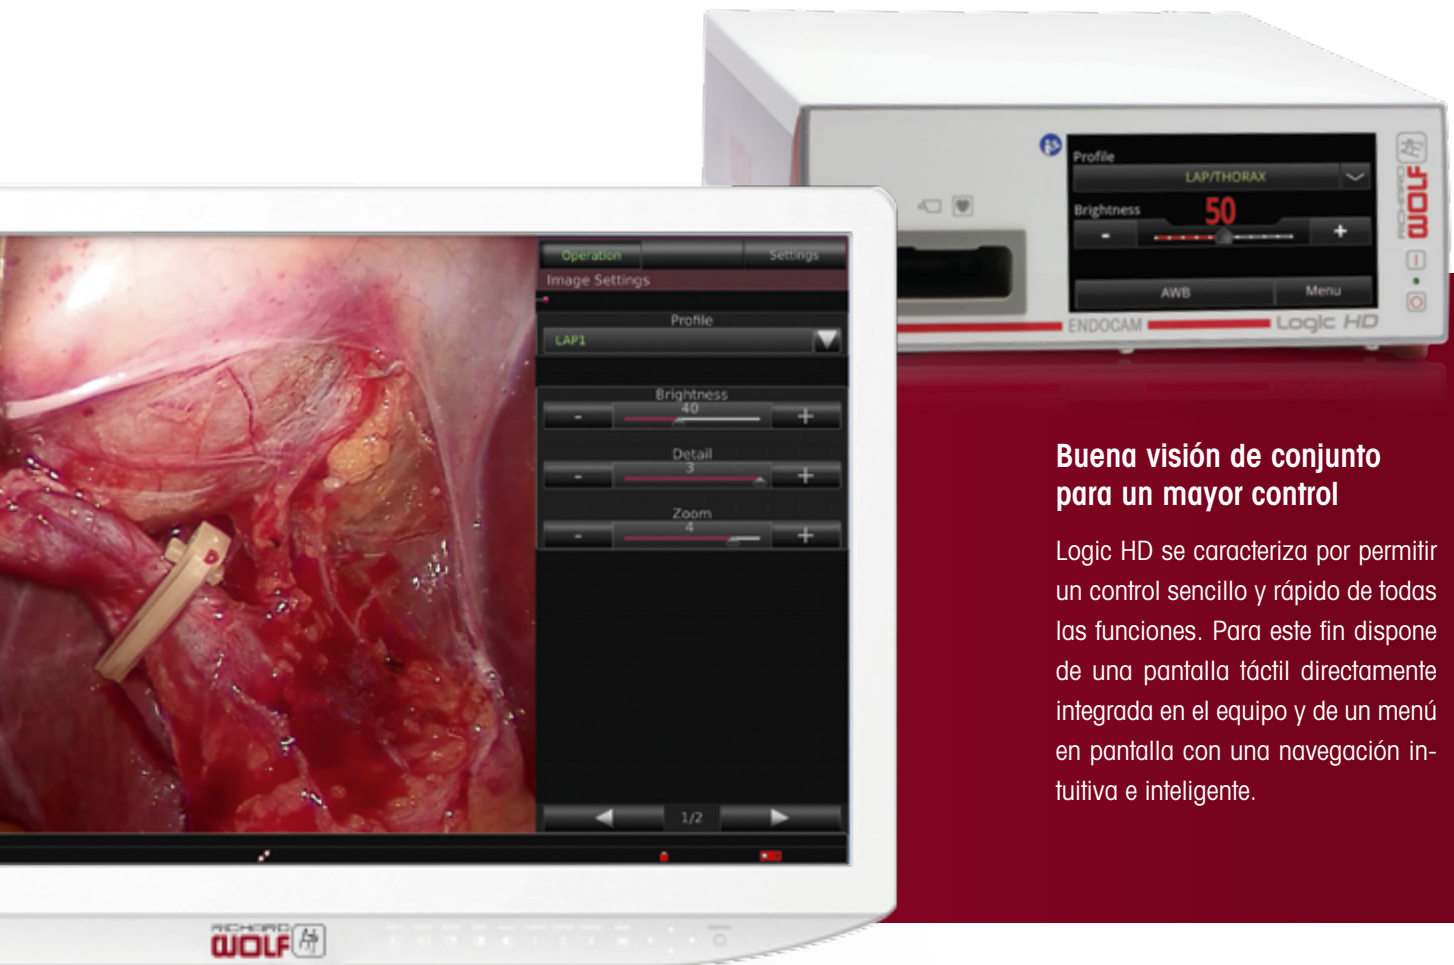 Profile
LAP/THORAX
Brightness
50
-
+
AWB
Menu
RICHARD
WOLF
ENDOCAM
Logic HD
Operation
Settings
Image Settings
Profile
LAP1
Brightness
40
-
+
Detail
3
-
+
Zoom
4
-
+
1/2
RICHARD
WOLF
Buena visión de conjunto
para un mayor control
Logic HD se caracteriza por permitir
un control sencillo y rápido de todas
las funciones. Para este fin dispone
de una pantalla táctil directamente
integrada en el equipo y de un menú
en pantalla con una navegación in-
tuitiva e inteligente.